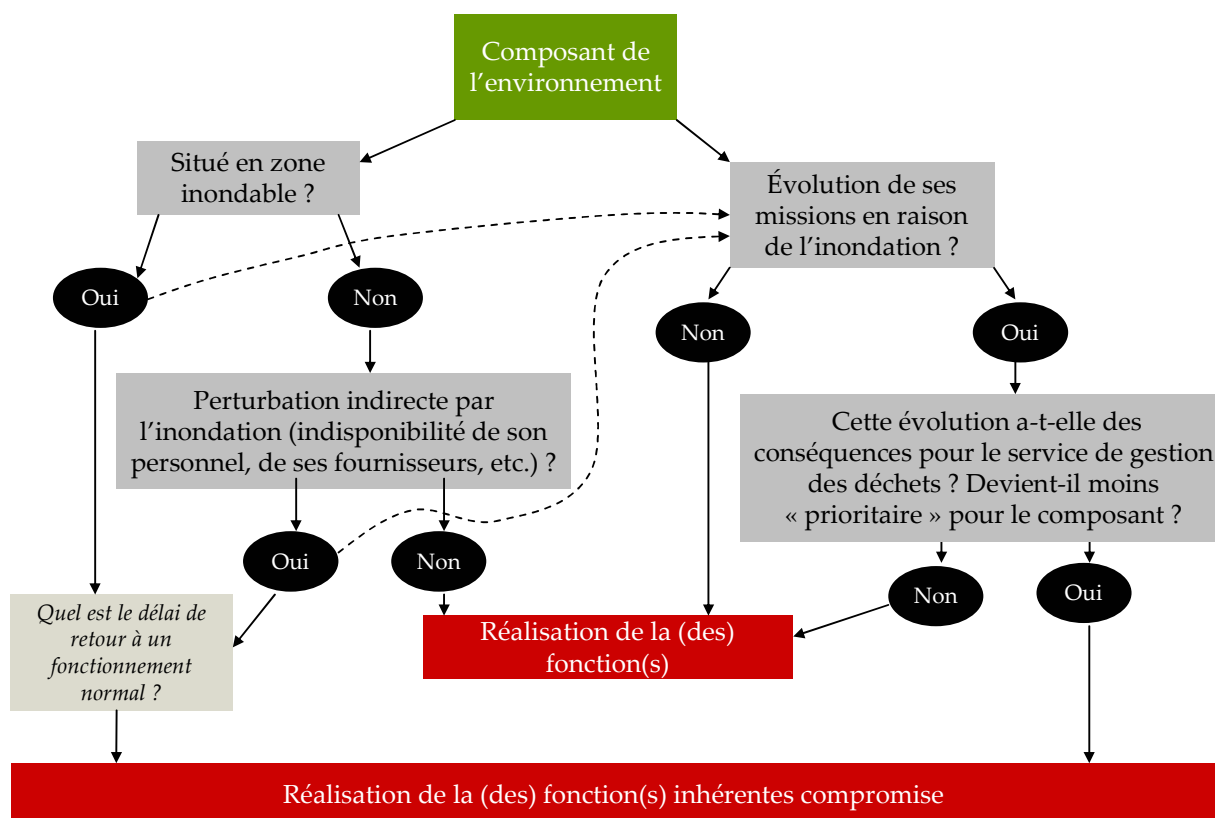 Composant de
l’environnement
Situé en zone
inondable ?
Évolution de ses
missions en raison
de l’inondation ?
Oui
Non
Non
Oui
Perturbation indirecte par
l’inondation (indisponibilité de son
personnel, de ses fournisseurs, etc.) ?
Cette évolution a-t-elle des
conséquences pour le service de gestion
des déchets ? Devient-il moins
« prioritaire » pour le composant ?
Oui
Non
Non
Oui
Quel est le délai de
retour à un
fonctionnement
normal ?
Réalisation de la (des)
fonction(s)
Réalisation de la (des) fonction(s) inhérentes compromise